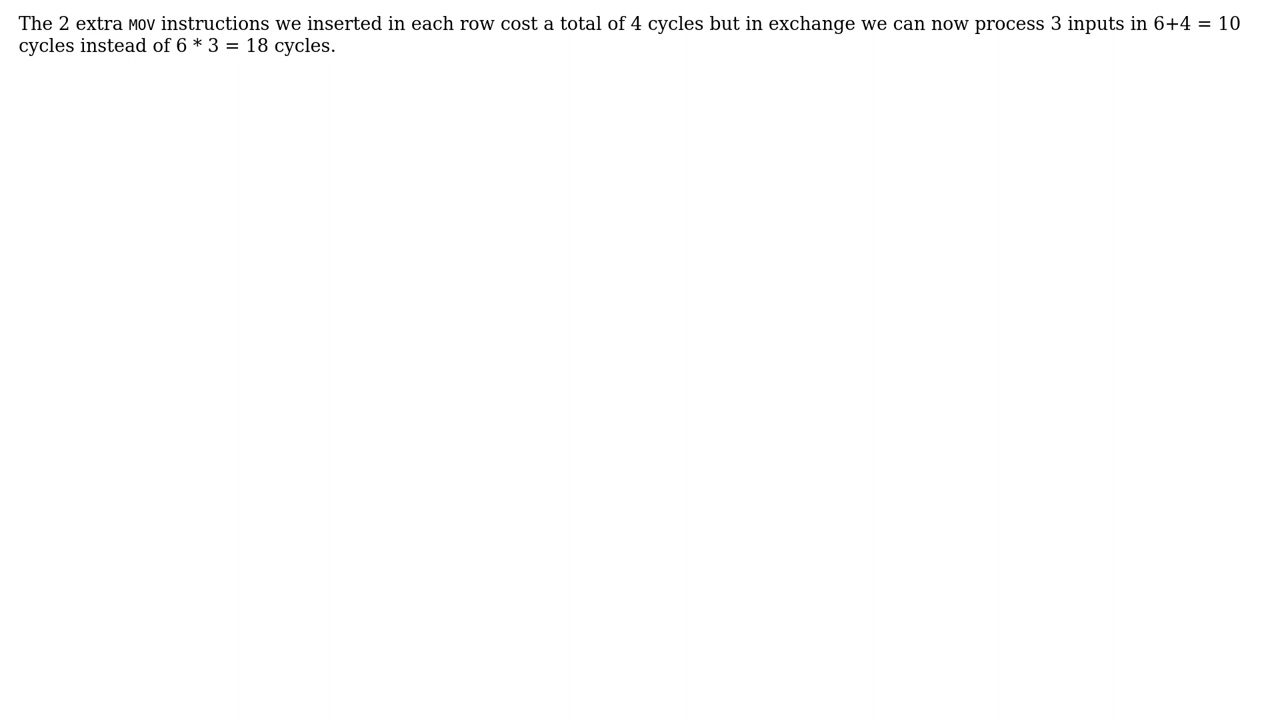 The 2 extra MOV instructions we inserted in each row cost a total of 4 cycles but in exchange we can now process 3 inputs in 6+4 = 10
cycles instead of 6 * 3 = 18 cycles.